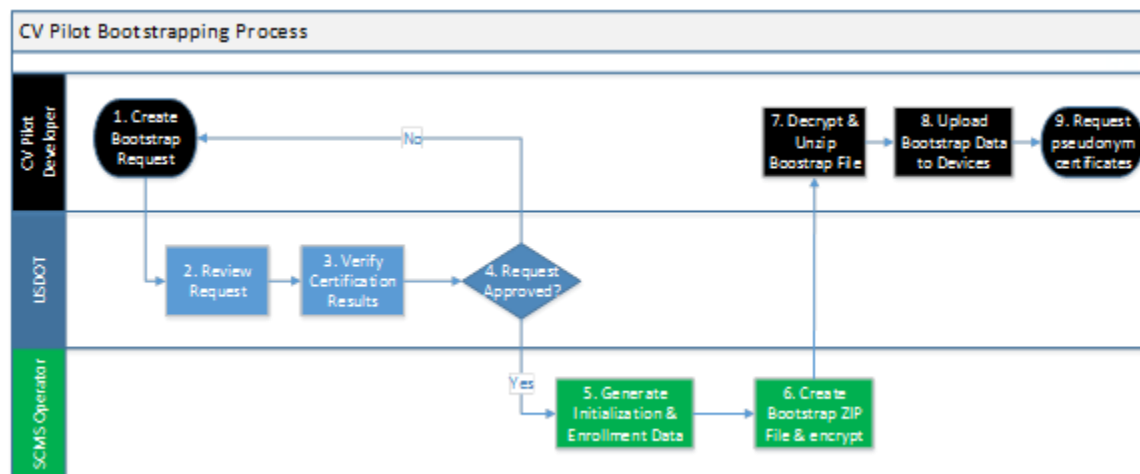 CV Pilot Bootstrapping Process
CV Pilot
Developer
1. Create
Bootstrap
Request
No
7. Decrypt &
Unzip
Boostrap File
8. Upload
Bootstrap Data
to Devices
9. Request
pseudonym
certificates
USDOT
2. Review
Request
3. Verify
Certification
Results
4. Request
Approved?
SCMS Operator
Yes
5. Generate
Initialization &
Enrollment Data
6. Create
Bootstrap ZIP
File & encrypt